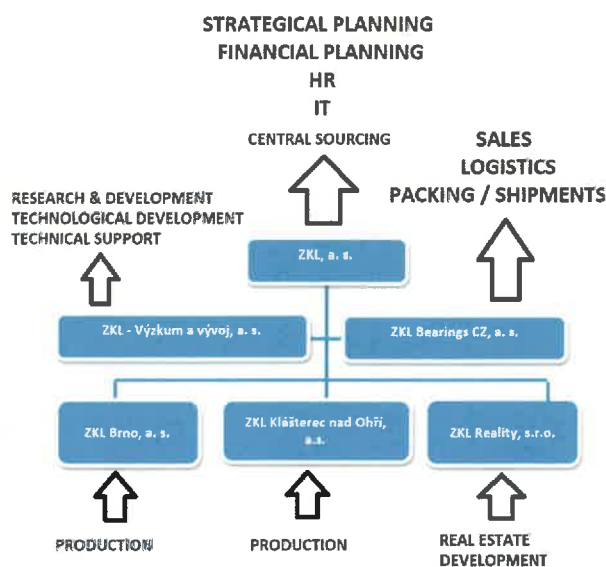 STRATEGICAL PLANNING
FINANCIAL PLANNING
HR
IT
CENTRAL SOURCING
SALES
LOGISTICS
PACKING / SHIPMENTS
RESEARCH & DEVELOPMENT
TECHNOLOGICAL DEVELOPMENT
TECHNICAL SUPPORT
ZKL, a. s.
ZKL - Výzkum a vývoj, a. s.
ZKL Bearings CZ, a. s.
ZKL Brno, a. s.
ZKL Klášterec nad Ohří,
a.s.
ZKL Reality, s.r.o.
PRODUCTION
PRODUCTION
REAL ESTATE
DEVELOPMENT